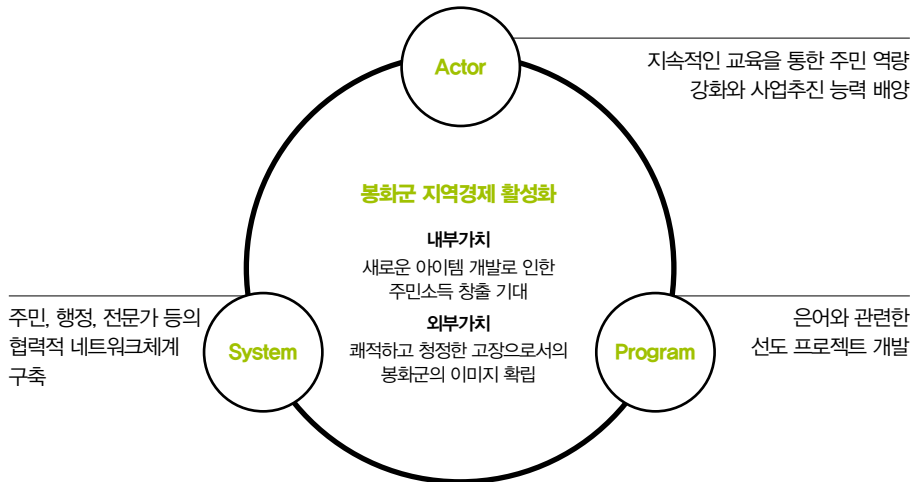 Actor
지속적인 교육을 통한 주민 역량
강화와 사업추진 능력 배양
봉화군 지역경제 활성화
내부가치
새로운 아이템 개발로 인한
주민소득 창출 기대
외부가치
쾌적하고 청정한 고장으로서의
봉화군의 이미지 확립
주민, 행정, 전문가 등의
협력적 네트워크체계
구축
System
Program
은어와 관련한
선도 프로젝트 개발